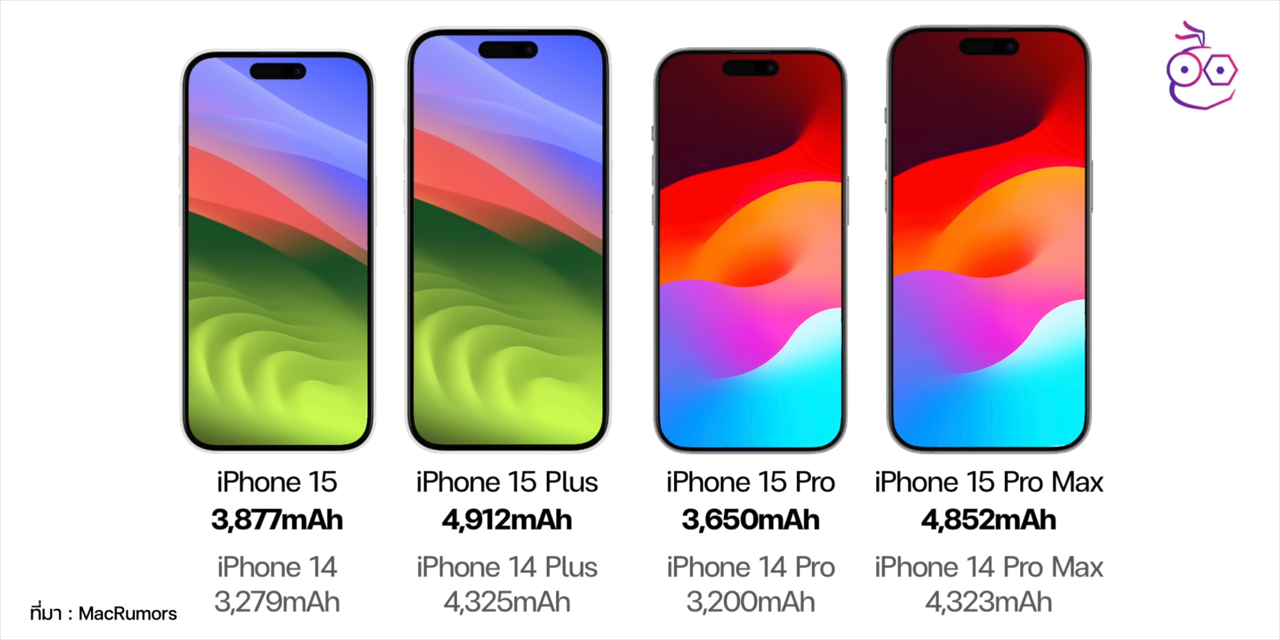 iPhone 15
3,877mAh
iPhone 14
3,279mAh
iPhone 15 Plus
4,912mAh
iPhone 14 Plus
4,325mAh
iPhone 15 Pro
3,650mAh
iPhone 14 Pro
3,200mAh
iPhone 15 Pro Max
4,852mAh
iPhone 14 Pro Max
4,323mAh
ที่มา : MacRumors